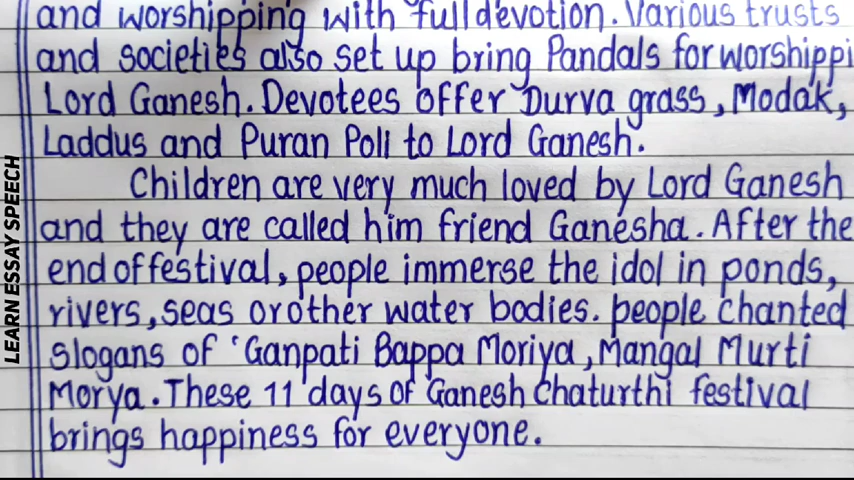 and worshipping with full devotion. Various trusts
and societies also set up bring Pandals for worshippi
Lord Ganesh. Devotees offer Durva grass, Modak,
Laddus and Puran Poli to Lord Ganesh.
Children are very much loved by Lord Ganesh
and they are called him friend Ganesha. After the
end of festival, people immerse the idol in ponds,
rivers, seas or other water bodies. people chanted
slogans of 'Ganpati Bappa Moriya, Mangal Murti
Morya. These 11 days of Ganesh Chaturthi festival
brings happiness for everyone.
LEARN ESSAY SPEECH